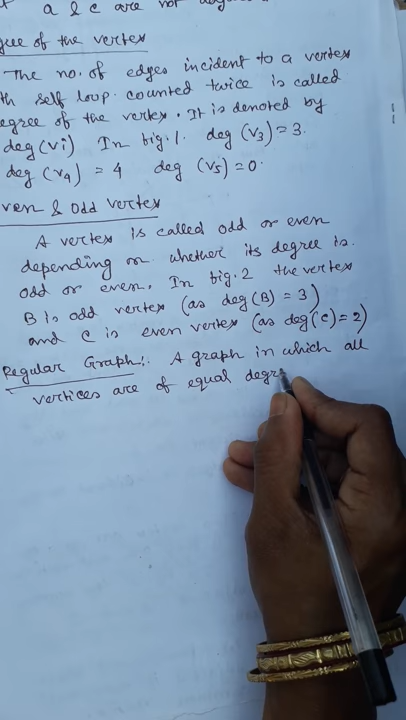 a & c are not
gree of the vertex
The no. of edges incident to a vertex
th self loop counted twice is called
egree of the vertex. It is denoted by
deg (vi) In fig. 1. deg (V3) = 3.
deg (V4) = 4 deg (V5) = 0.
ven & Odd Vertex
A vertex is called odd or even
depending on whether its degree is
odd or even. In fig. 2 the vertex
B is odd vertex (as deg (B) = 3)
and C is even vertex (as deg (C) = 2)
Regular Graph:. A graph in which all
vertices are of equal degr